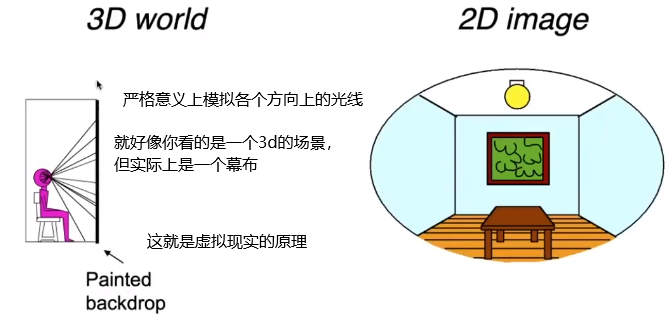 3D world
2D image
严格意义上模拟各个方向上的光线
就好像你看的是一个3d的场景，
但实际上是一个幕布
这就是虚拟现实的原理
Painted
backdrop